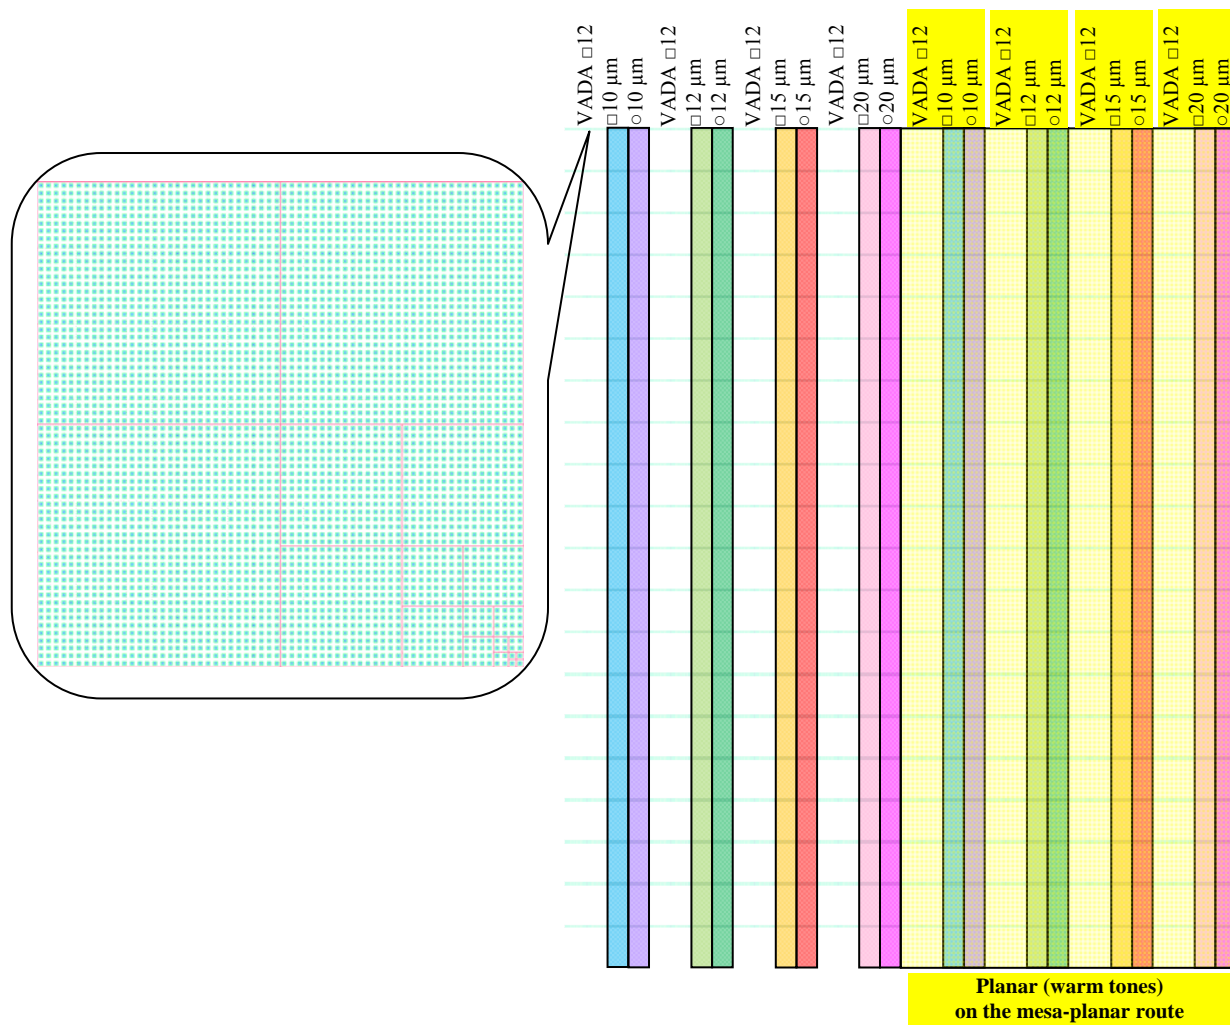 VADA □12
□10 µm
○10 µm
VADA □12
□12 µm
○12 µm
VADA □12
□15 µm
○15 µm
VADA □12
□20 µm
○20 µm
VADA □12
□10 µm
○10 µm
VADA □12
□12 µm
○12 µm
VADA □12
□15 µm
○15 µm
VADA □12
□20 µm
○20 µm
Planar (warm tones)
on the mesa-planar route